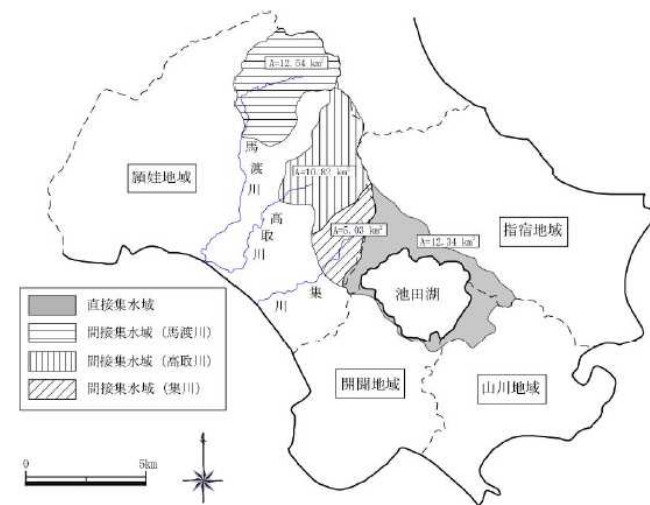 A=12.54 km²
馬渡川
A=10.82 km²
頴娃地域
高取川
A=5.03 km²
A=12.34 km²
指宿地域
池田湖
集川
直接集水域
間接集水域（馬渡川）
間接集水域（高取川）
間接集水域（集川）
開聞地域
山川地域
0
5km
4